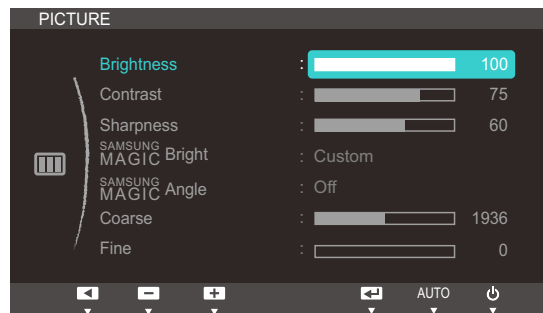 PICTURE
Brightness : 100
Contrast : 75
Sharpness : 60
SAMSUNG MAGIC Bright : Custom
SAMSUNG MAGIC Angle : Off
Coarse : 1936
Fine : 0
AUTO